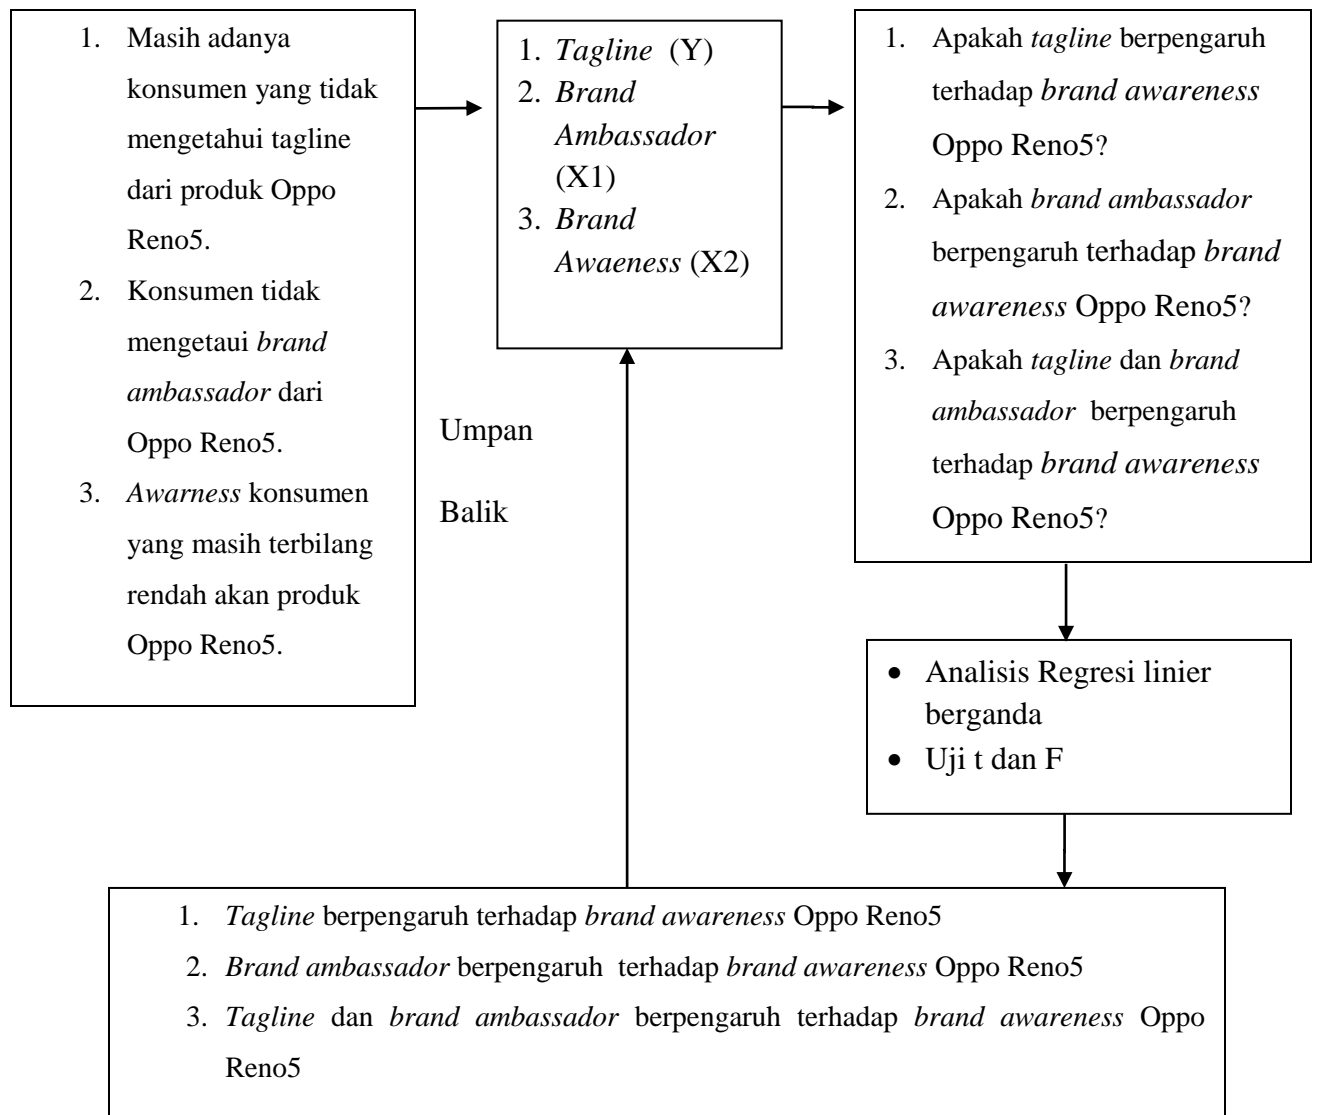 1. Masih adanya
konsumen yang tidak
mengetahui tagline
dari produk Oppo
Reno5.
2. Konsumen tidak
mengetaui brand
ambassador dari
Oppo Reno5.
3. Awarness konsumen
yang masih terbilang
rendah akan produk
Oppo Reno5.
1. Tagline (Y)
2. Brand
Ambassador
(X1)
3. Brand
Awaeness (X2)
1. Apakah tagline berpengaruh
terhadap brand awareness
Oppo Reno5?
2. Apakah brand ambassador
berpengaruh terhadap brand
awareness Oppo Reno5?
3. Apakah tagline dan brand
ambassador berpengaruh
terhadap brand awareness
Oppo Reno5?
Umpan
Balik
• Analisis Regresi linier
berganda
• Uji t dan F
1. Tagline berpengaruh terhadap brand awareness Oppo Reno5
2. Brand ambassador berpengaruh terhadap brand awareness Oppo Reno5
3. Tagline dan brand ambassador berpengaruh terhadap brand awareness Oppo
Reno5